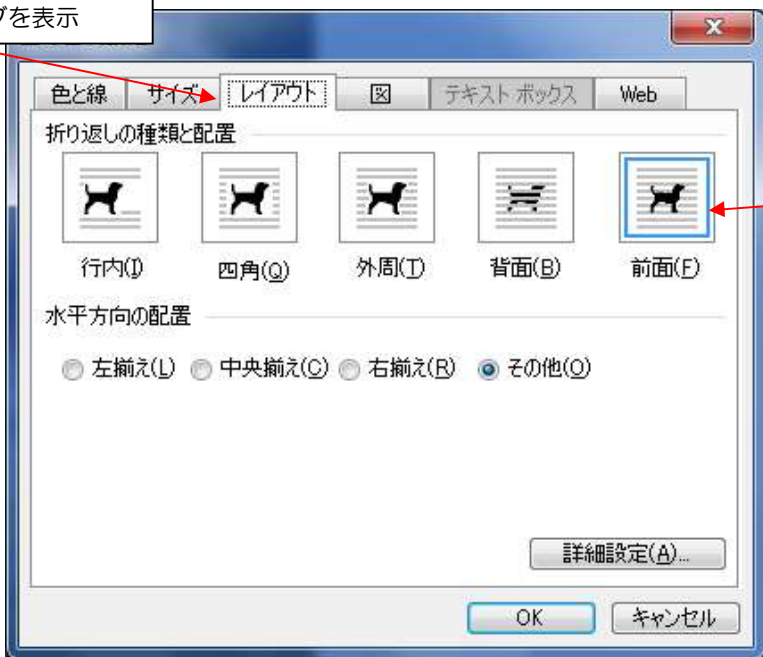 ブを表示
色と線 サイズ レイアウト 図 テキスト ボックス Web
折り返しの種類と配置
行内(I) 四角(Q) 外周(T) 背面(B) 前面(F)
水平方向の配置
左揃え(L) 中央揃え(C) 右揃え(R) その他(O)
詳細設定(A)...
OK キャンセル